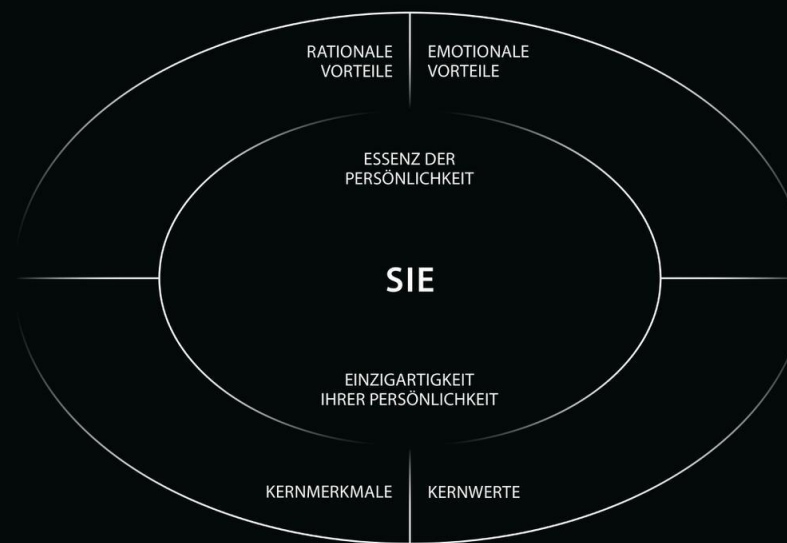 RATIONALE
VORTEILE
EMOTIONALE
VORTEILE
ESSENZ DER
PERSÖNLICHKEIT
SIE
EINZIGARTIGKEIT
IHRER PERSÖNLICHKEIT
KERNMERKMALE
KERNWERTE